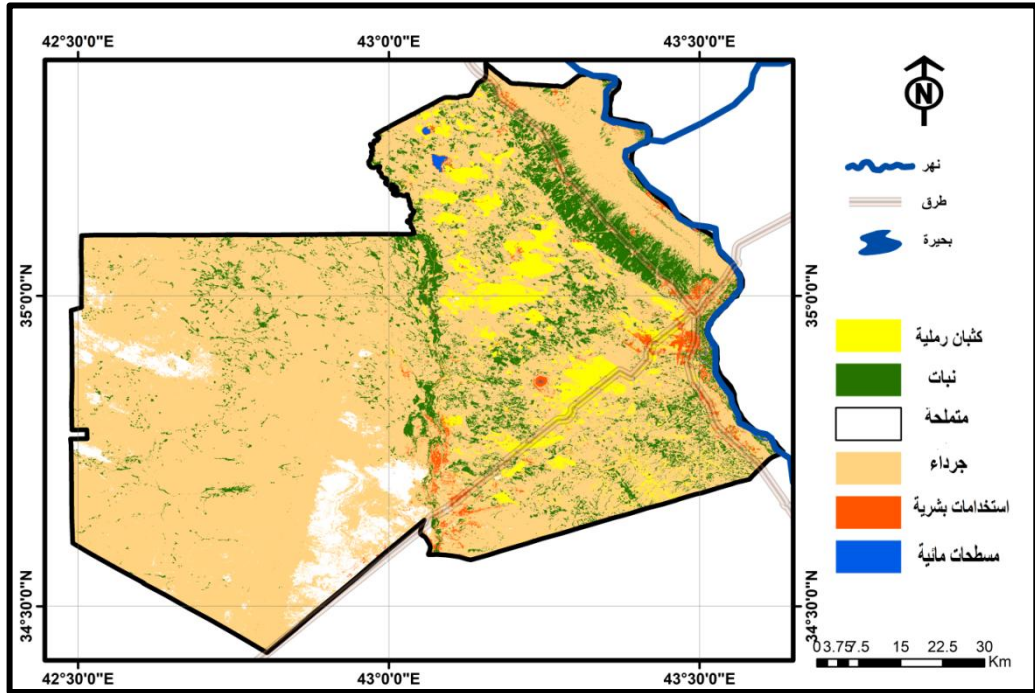 42°30'0"E
43°0'0"E
43°30'0"E
N
نهر
طرق
بحيرة
35°0'0"N
35°0'0"N
كثبان رملية
نبات
متملحة
جرداء
استخدامات بشرية
مسطحات مائية
34°30'0"N
34°30'0"N
0 3.75 7.5 15 22.5 30
Km
42°30'0"E
43°0'0"E
43°30'0"E